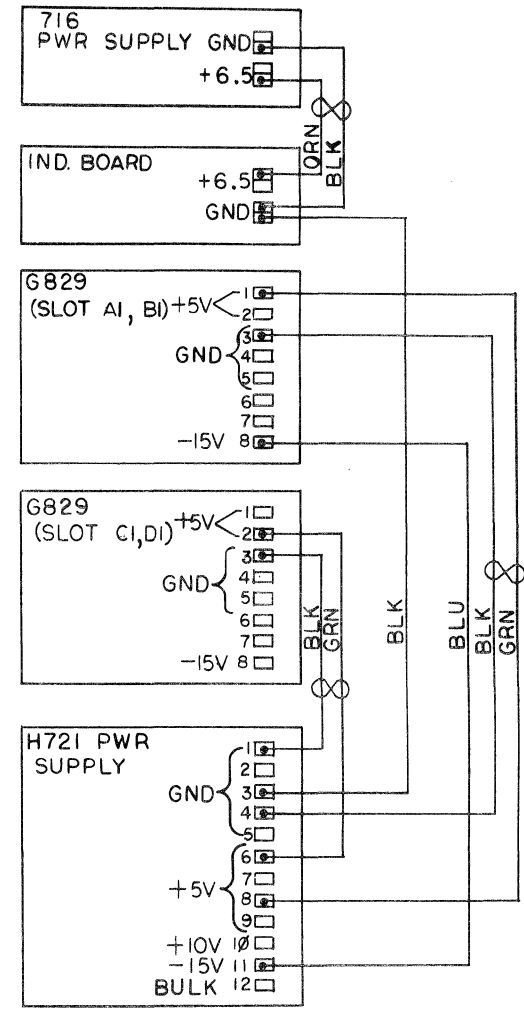 716
PWR SUPPLY GND
+6.5
ORN
BLK
IND. BOARD
+6.5
GND
G829
(SLOT A1, B1) +5V
1
2
GND
3
4
5
6
7
-15V 8
G829
(SLOT C1,D1) +5V
1
2
GND
3
4
5
6
7
-15V 8
BLK
GRN
BLK
BLU
BLK
GRN
H721 PWR
SUPPLY
GND
1
2
3
4
5
+5V
6
7
8
9
+10V 1Ø
-15V 11
BULK 12